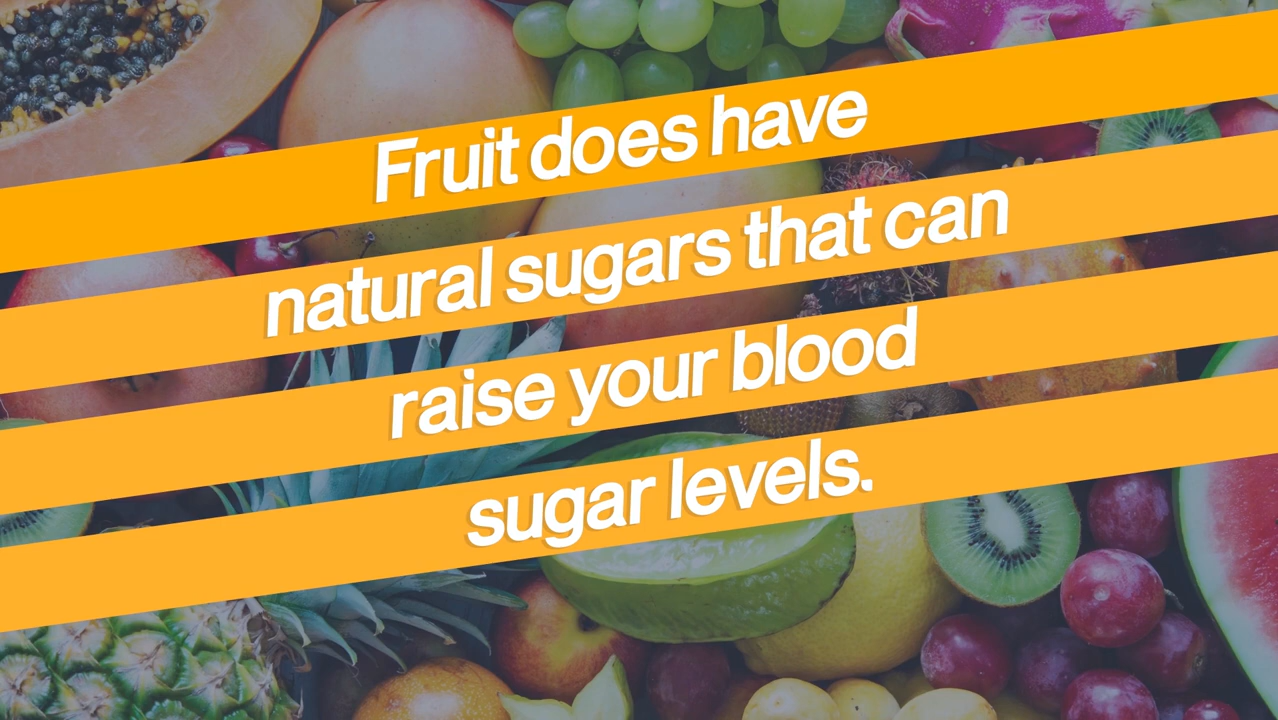 Fruit does have
natural sugars that can
raise your blood
sugar levels.